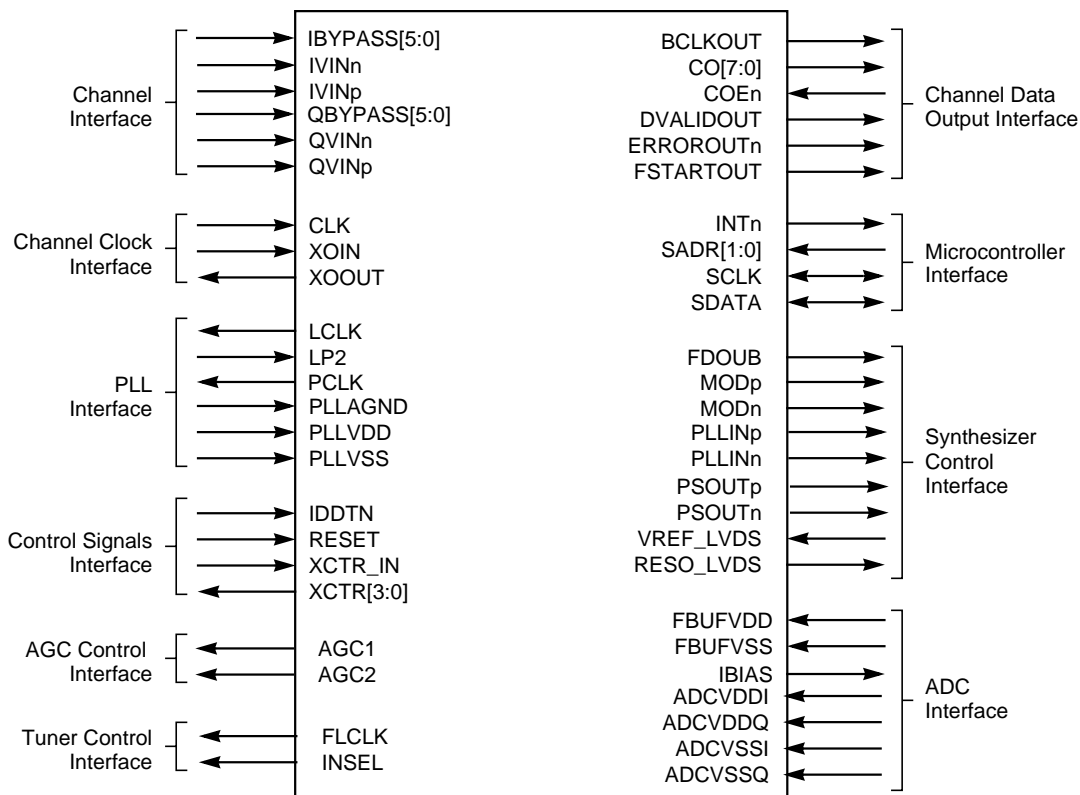 Channel
Interface
IBYPASS[5:0]
IVINn
IVINp
QBYPASS[5:0]
QVINn
QVINp
Channel Clock
Interface
CLK
XOIN
XOOUT
PLL
Interface
LCLK
LP2
PCLK
PLLAGND
PLLVDD
PLLVSS
Control Signals
Interface
IDDTN
RESET
XCTR_IN
XCTR[3:0]
AGC Control
Interface
AGC1
AGC2
Tuner Control
Interface
FLCLK
INSEL
BCLKOUT
CO[7:0]
COEn
DVALIDOUT
ERROROUTn
FSTARTOUT
Channel Data
Output Interface
INTn
SADR[1:0]
SCLK
SDATA
Microcontroller
Interface
FDOUB
MODp
MODn
PLLINp
PLLINn
PSOUTp
PSOUTn
VREF_LVDS
RESO_LVDS
Synthesizer
Control
Interface
FBUFVDD
FBUFVSS
IBIAS
ADCVDDI
ADCVDDQ
ADCVSSI
ADCVSSQ
ADC
Interface